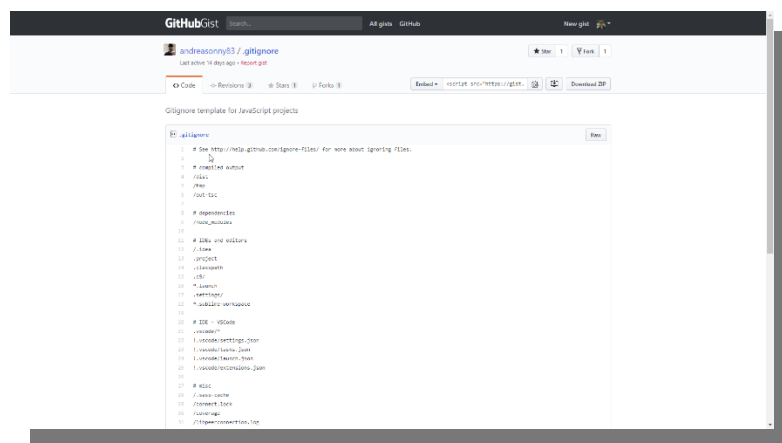 GitHubGist Search... All gists GitHub New gist
andreasonny83 / .gitignore Star 1 Fork 1
Last active 14 days ago • Report gist
Code Revisions 3 Stars 1 Forks 1 Embed <script src="https://gist. Download ZIP
Gitignore template for JavaScript projects
.gitignore Raw
1 # See http://help.github.com/ignore-files/ for more about ignoring files.
2
3 # compiled output
4 /dist
5 /tmp
6 /out-tsc
7
8 # dependencies
9 /node_modules
10
11 # IDEs and editors
12 /.idea
13 .project
14 .classpath
15 .c9/
16 *.launch
17 .settings/
18 *.sublime-workspace
19
20 # IDE - VSCode
21 .vscode/*
22 !.vscode/settings.json
23 !.vscode/tasks.json
24 !.vscode/launch.json
25 !.vscode/extensions.json
26
27 # misc
28 /.sass-cache
29 /connect.lock
30 /coverage
31 /libpeerconnection.log